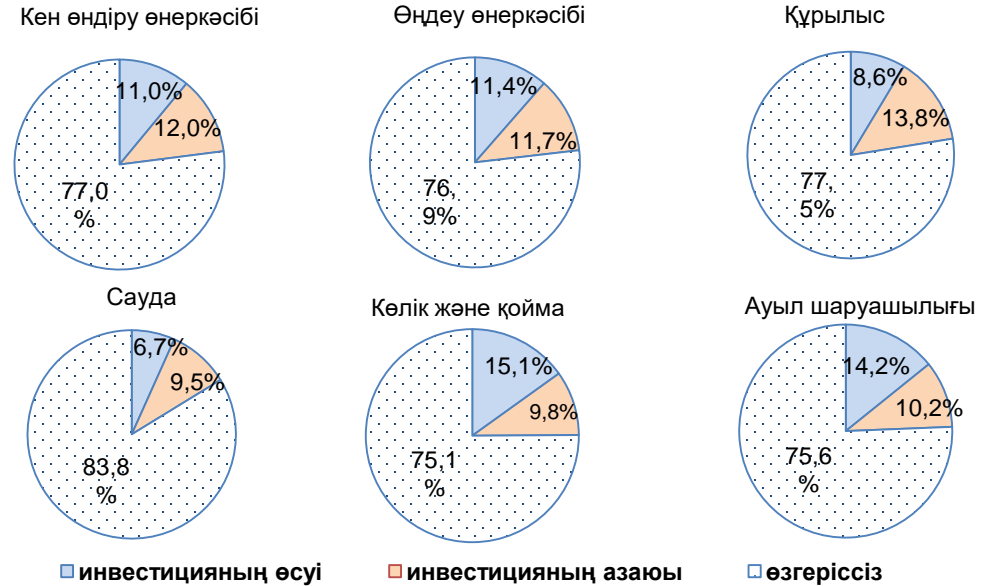 Кен өндіру өнеркәсібі
11,0%
12,0%
77,0
%
Өңдеу өнеркәсібі
11,4%
11,7%
76,
9%
Құрылыс
8,6%
13,8%
77,
5%
Сауда
6,7%
9,5%
83,8
%
Көлік және қойма
15,1%
9,8%
75,1
%
Ауыл шаруашылығы
14,2%
10,2%
75,6
%
инвестицияның өсуі
инвестицияның азаюы
өзгеріссіз